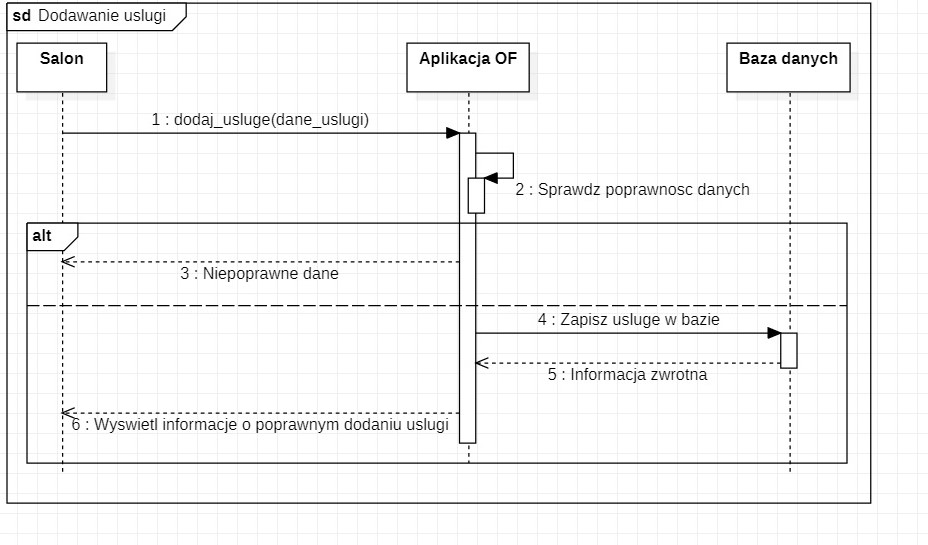 sd Dodawanie uslugi
Salon
Aplikacja OF
Baza danych
1 : dodaj_usluge(dane_uslugi)
2 : Sprawdz poprawnosc danych
alt
3 : Niepoprawne dane
4 : Zapisz usluge w bazie
5 : Informacja zwrotna
6 : Wyswietl informacje o poprawnym dodaniu uslugi